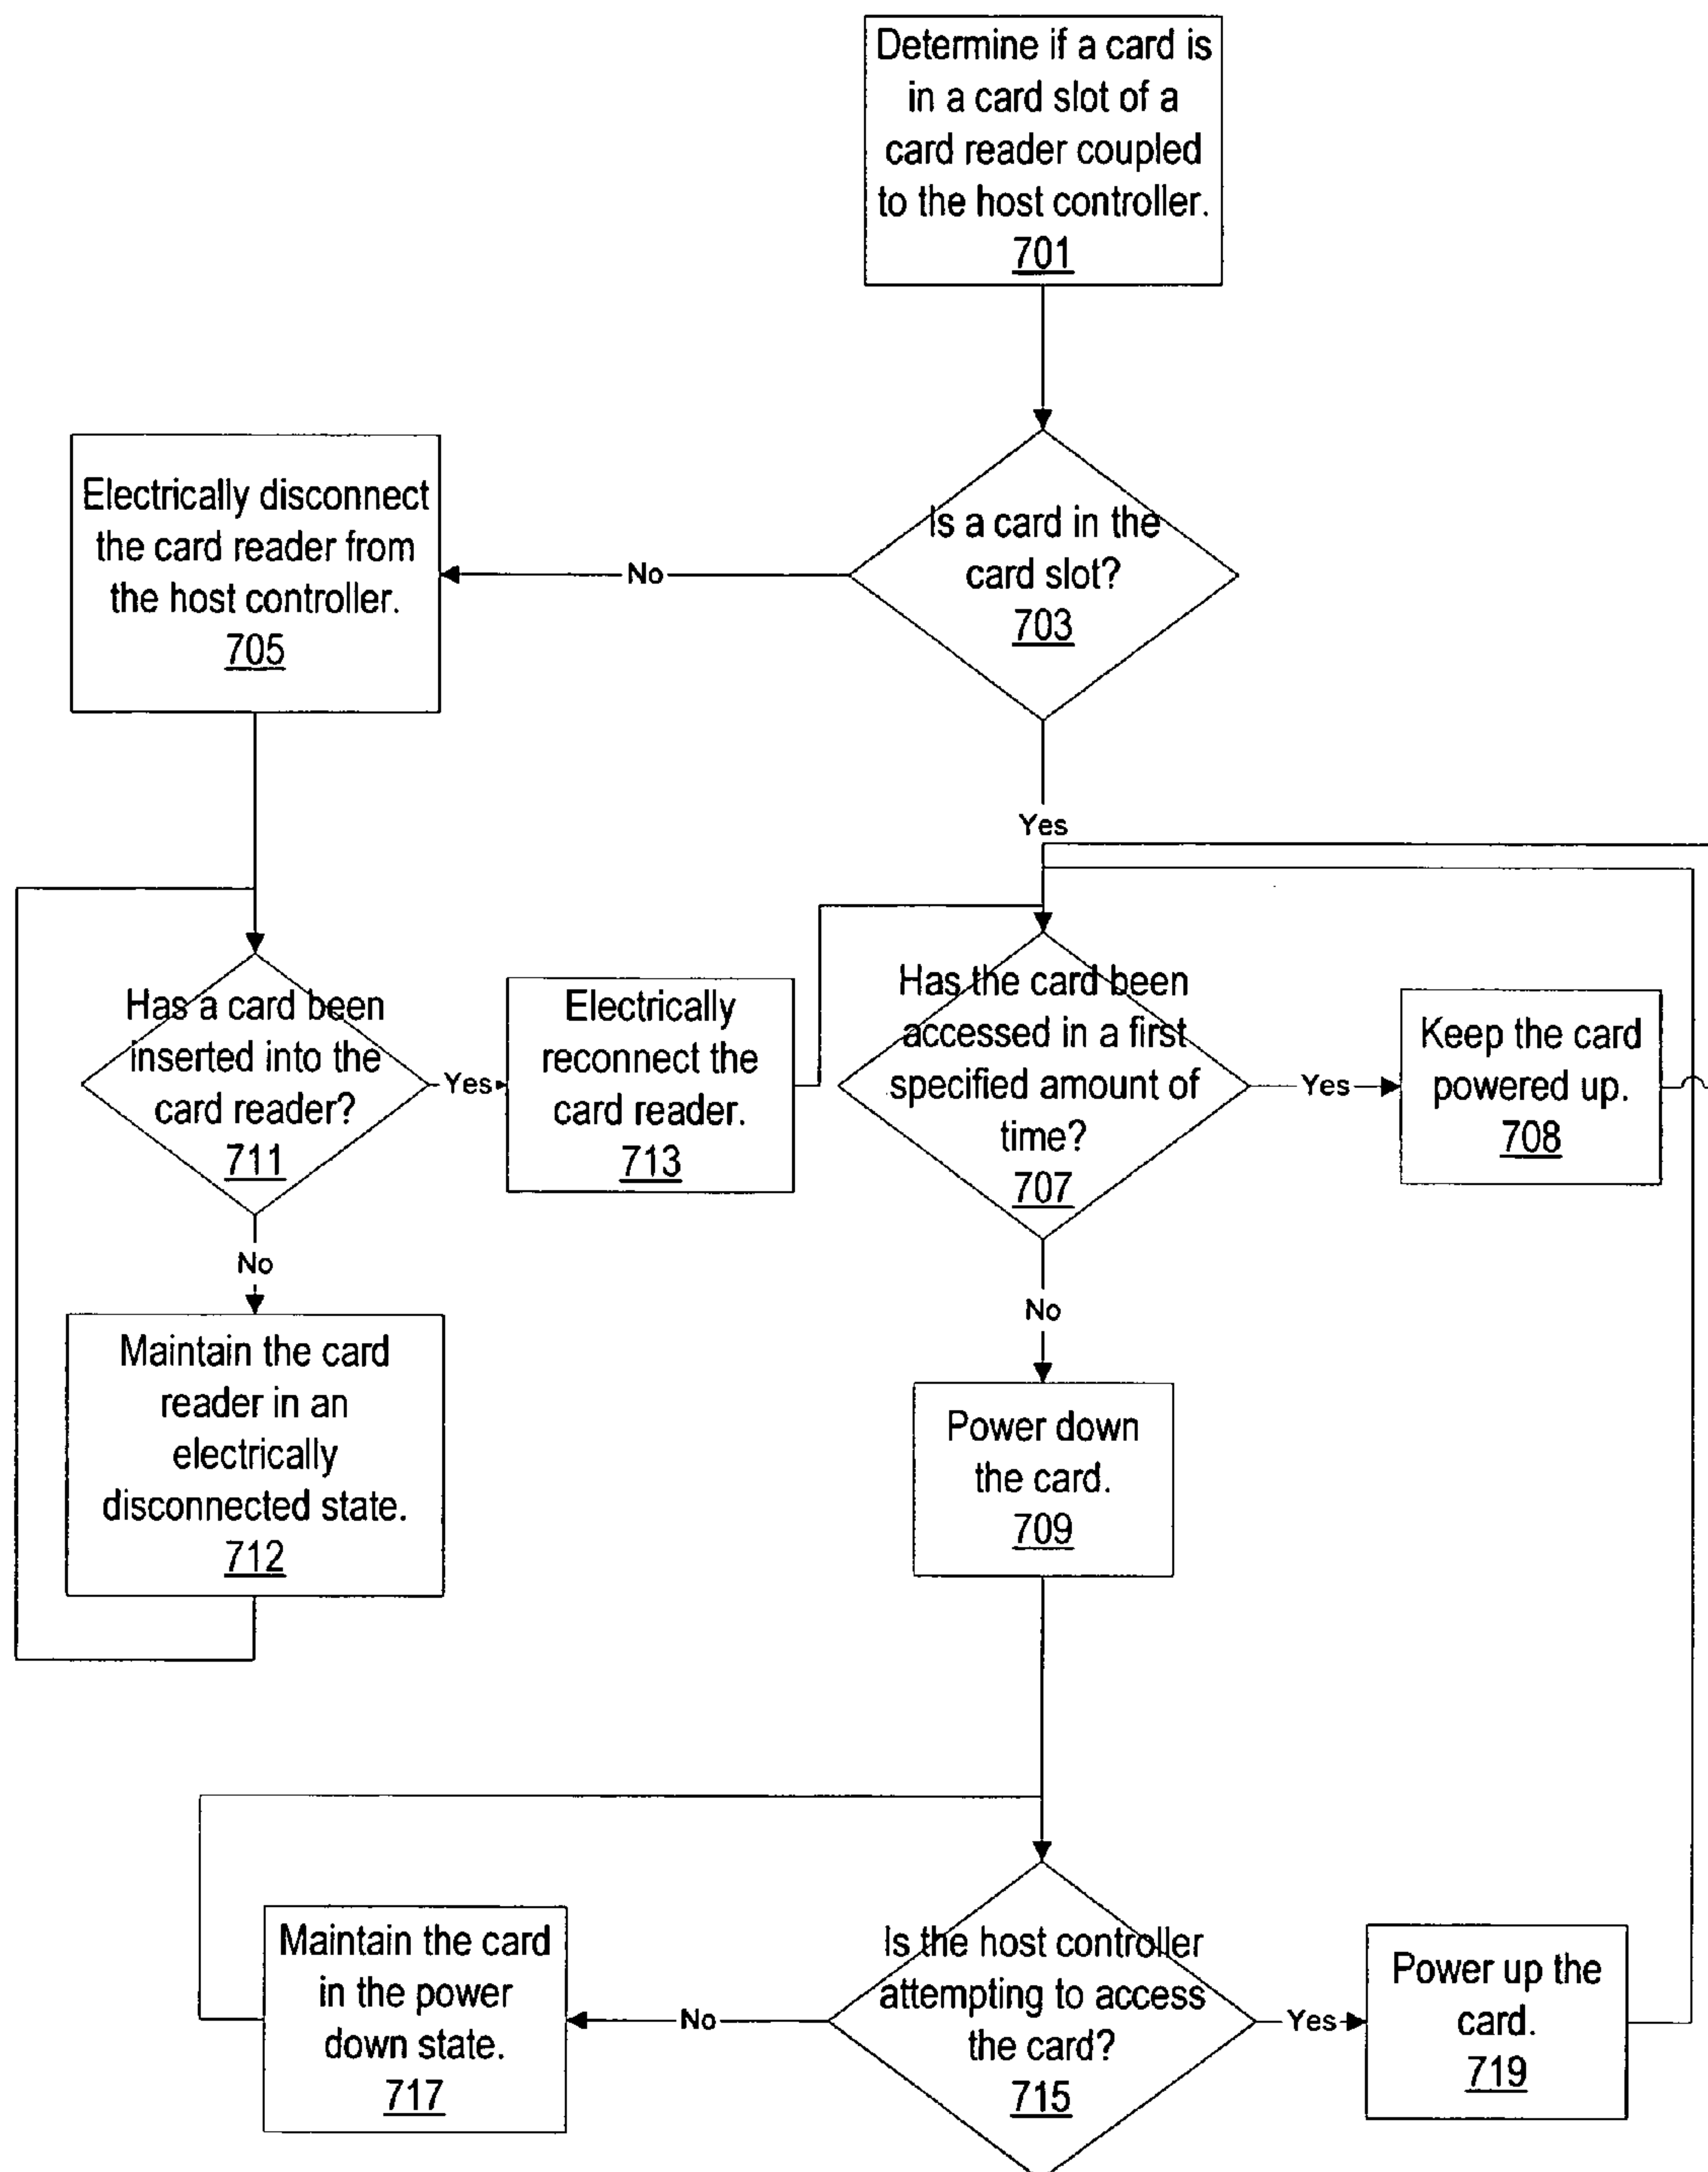 Determine if a card is
in a card slot of a
card reader coupled
to the host controller.
701
Is a card in the
card slot?
703
No
Electrically disconnect
the card reader from
the host controller.
705
Yes
Has a card been
inserted into the
card reader?
711
Yes
Electrically
reconnect the
card reader.
713
Has the card been
accessed in a first
specified amount of
time?
707
Yes
Keep the card
powered up.
708
No
Maintain the card
reader in an
electrically
disconnected state.
712
No
Power down
the card.
709
Is the host controller
attempting to access
the card?
715
No
Maintain the card
in the power
down state.
717
Yes
Power up the
card.
719